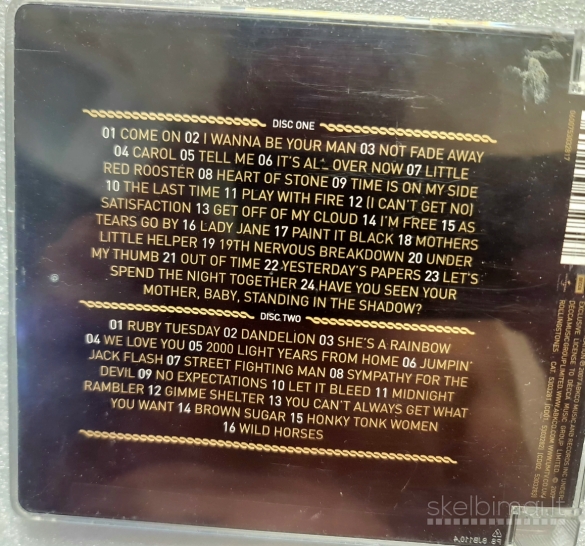 DISC ONE
01 COME ON 02 I WANNA BE YOUR MAN 03 NOT FADE AWAY
04 CAROL 05 TELL ME 06 IT'S ALL OVER NOW 07 LITTLE
RED ROOSTER 08 HEART OF STONE 09 TIME IS ON MY SIDE
10 THE LAST TIME 11 PLAY WITH FIRE 12 (I CAN'T GET NO)
SATISFACTION 13 GET OFF OF MY CLOUD 14 I'M FREE 15 AS
TEARS GO BY 16 LADY JANE 17 PAINT IT BLACK 18 MOTHERS
LITTLE HELPER 19 19TH NERVOUS BREAKDOWN 20 UNDER
MY THUMB 21 OUT OF TIME 22 YESTERDAY'S PAPERS 23 LET'S
SPEND THE NIGHT TOGETHER 24 HAVE YOU SEEN YOUR
MOTHER, BABY, STANDING IN THE SHADOW?
DISC TWO
01 RUBY TUESDAY 02 DANDELION 03 SHE'S A RAINBOW
04 WE LOVE YOU 05 2000 LIGHT YEARS FROM HOME 06 JUMPIN'
JACK FLASH 07 STREET FIGHTING MAN 08 SYMPATHY FOR THE
DEVIL 09 NO EXPECTATIONS 10 LET IT BLEED 11 MIDNIGHT
RAMBLER 12 GIMME SHELTER 13 YOU CAN'T ALWAYS GET WHAT
YOU WANT 14 BROWN SUGAR 15 HONKY TONK WOMEN
16 WILD HORSES
skelbimai.lt